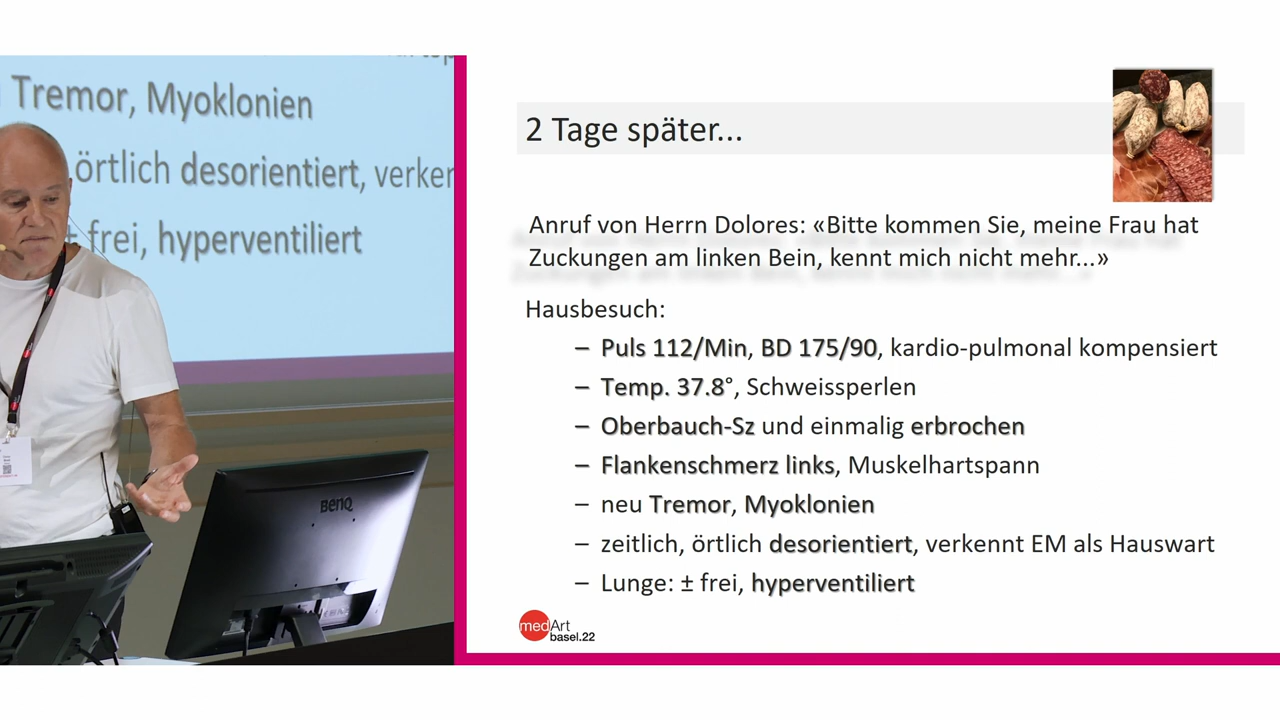 Tremor, Myoklonien
örtlich desorientiert, verken
± frei, hyperventiliert
BenQ
2 Tage später...
Anruf von Herrn Dolores: «Bitte kommen Sie, meine Frau hat
Zuckungen am linken Bein, kennt mich nicht mehr...»
Hausbesuch:
– Puls 112/Min, BD 175/90, kardio-pulmonal kompensiert
– Temp. 37.8°, Schweissperlen
– Oberbauch-Sz und einmalig erbrochen
– Flankenschmerz links, Muskelhartspann
– neu Tremor, Myoklonien
– zeitlich, örtlich desorientiert, verkennt EM als Hauswart
– Lunge: ± frei, hyperventiliert
medArt
basel.22